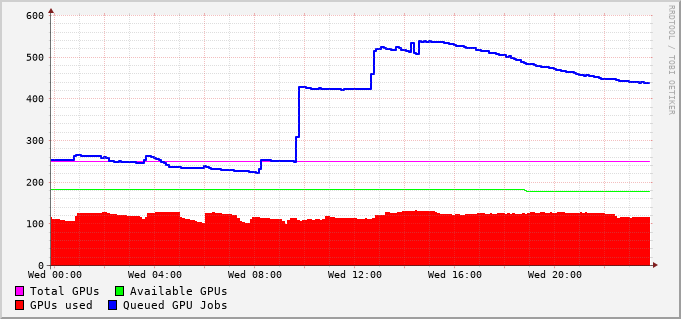 600
500
400
300
200
100
0
Wed 00:00 Wed 04:00 Wed 08:00 Wed 12:00 Wed 16:00 Wed 20:00
Total GPUs Available GPUs
GPUs used Queued GPU Jobs
RRDTOOL / TOBI OETIKER